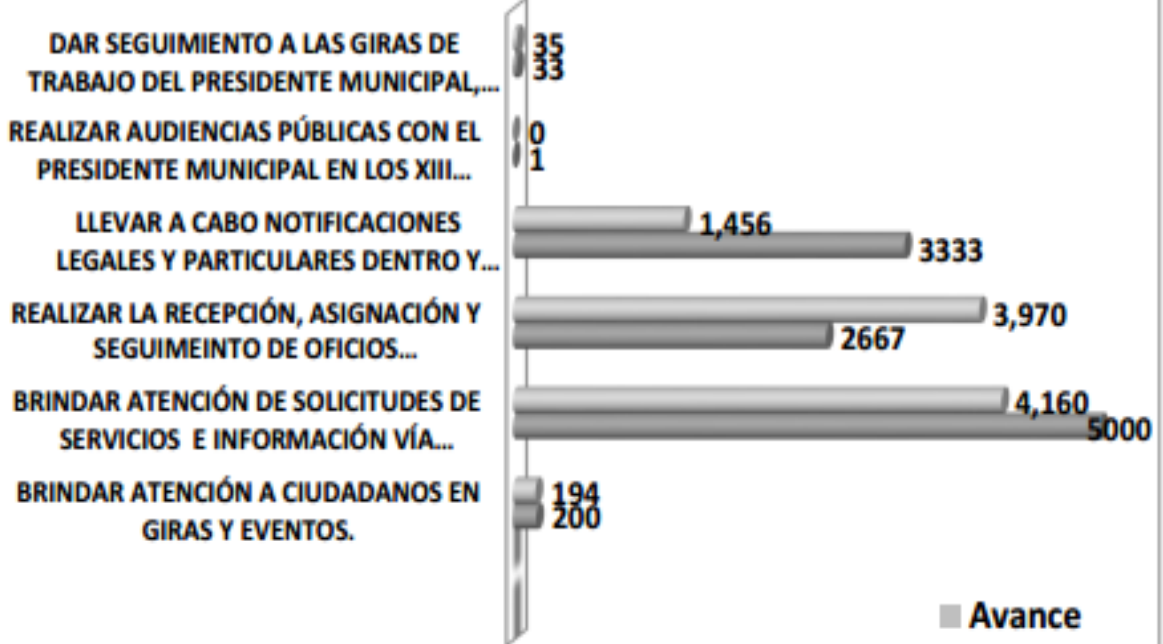 DAR SEGUIMIENTO A LAS GIRAS DE
TRABAJO DEL PRESIDENTE MUNICIPAL,...
35
33
REALIZAR AUDIENCIAS PÚBLICAS CON EL
PRESIDENTE MUNICIPAL EN LOS XIII...
0
1
LLEVAR A CABO NOTIFICACIONES
LEGALES Y PARTICULARES DENTRO Y...
1,456
3333
REALIZAR LA RECEPCIÓN, ASIGNACIÓN Y
SEGUIMEINTO DE OFICIOS...
3,970
2667
BRINDAR ATENCIÓN DE SOLICITUDES DE
SERVICIOS E INFORMACIÓN VÍA...
4,160
5000
BRINDAR ATENCIÓN A CIUDADANOS EN
GIRAS Y EVENTOS.
194
200
Avance